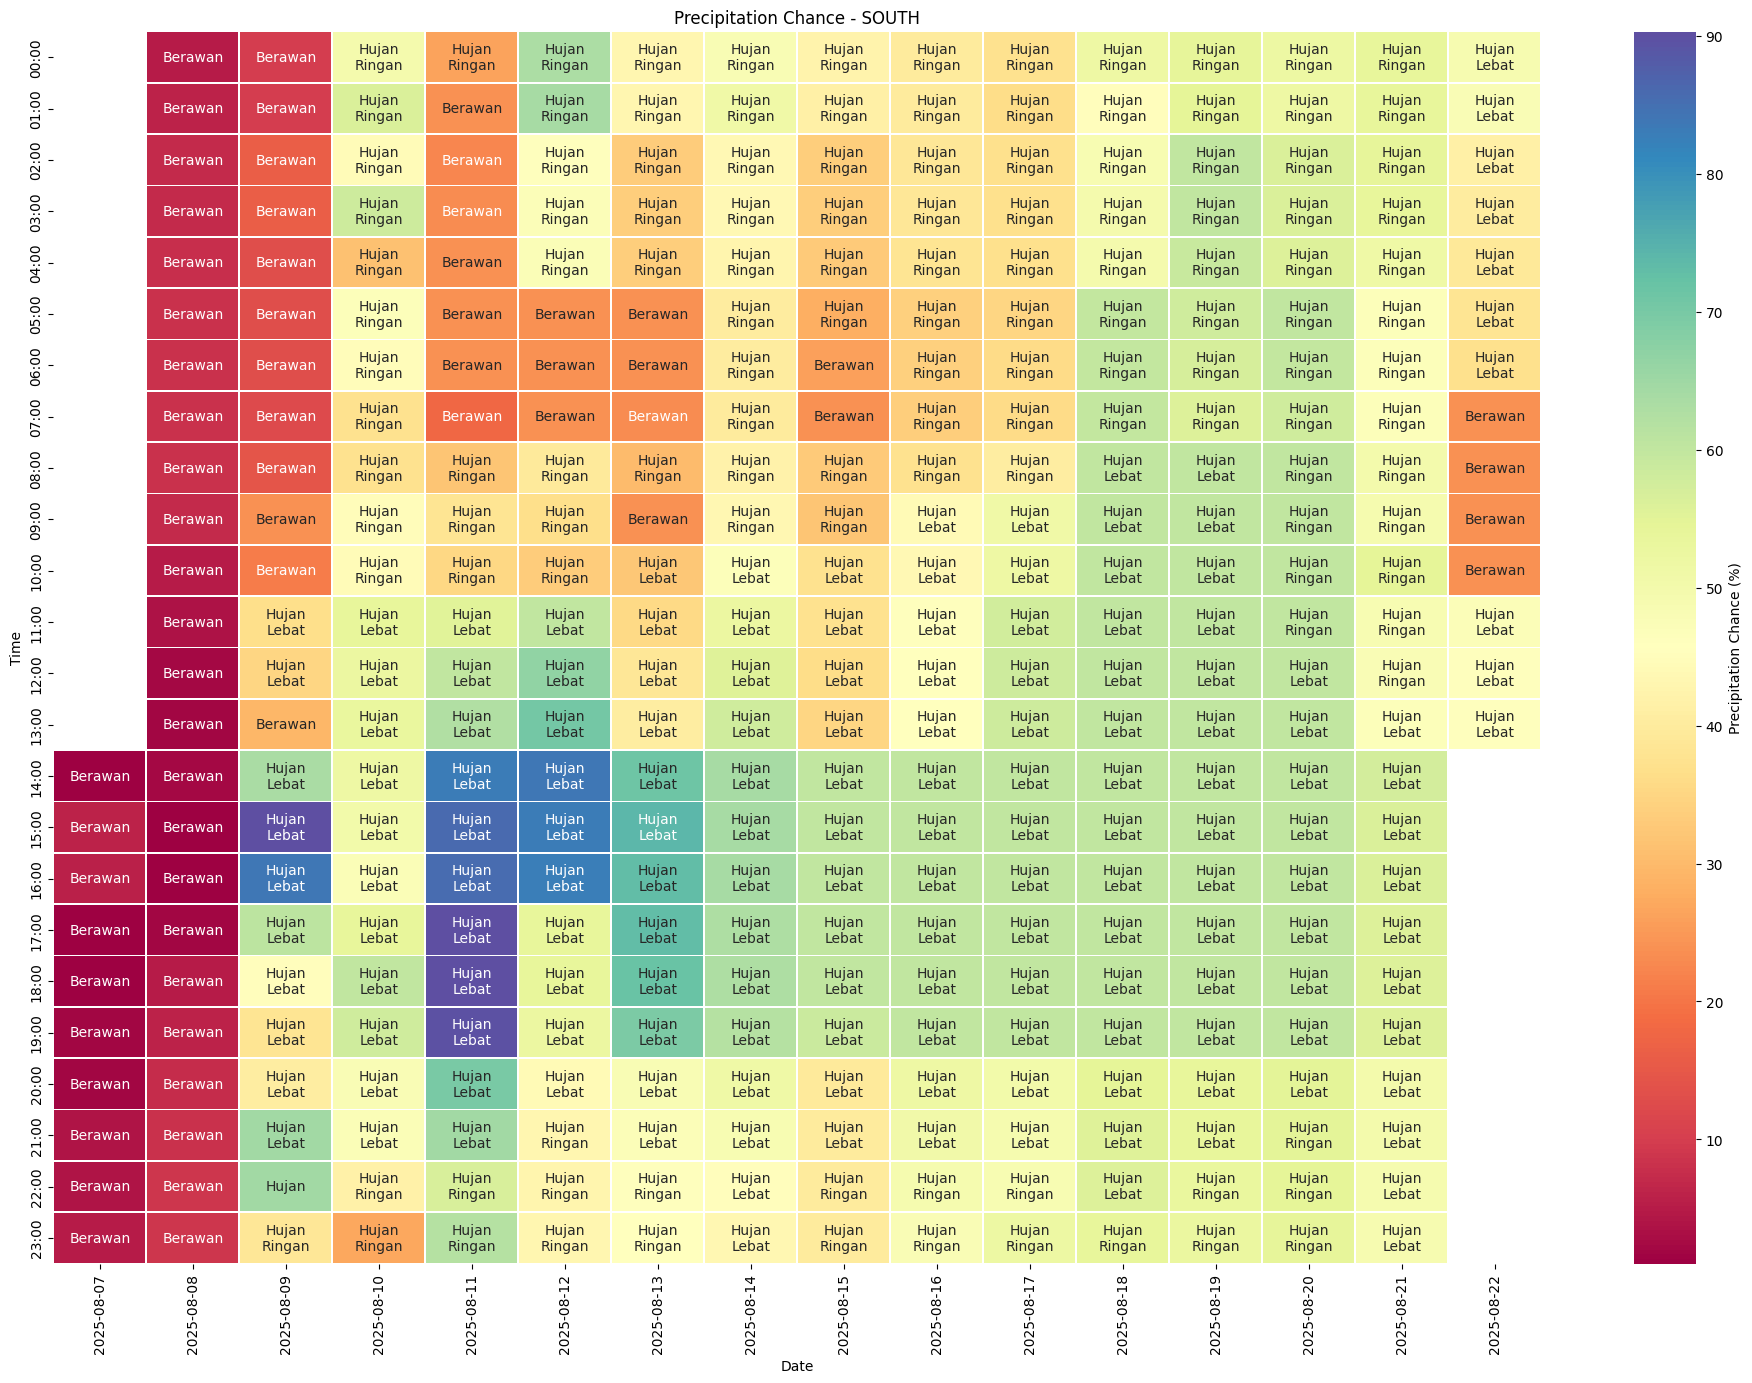 Precipitation Chance - SOUTH
Time
00:00 Berawan Berawan Hujan Ringan Hujan Ringan Hujan Ringan Hujan Ringan Hujan Ringan Hujan Ringan Hujan Ringan Hujan Ringan Hujan Ringan Hujan Ringan Hujan Ringan Hujan Ringan Hujan Lebat
01:00 Berawan Berawan Hujan Ringan Berawan Hujan Ringan Hujan Ringan Hujan Ringan Hujan Ringan Hujan Ringan Hujan Ringan Hujan Ringan Hujan Ringan Hujan Ringan Hujan Ringan Hujan Lebat
02:00 Berawan Berawan Hujan Ringan Berawan Hujan Ringan Hujan Ringan Hujan Ringan Hujan Ringan Hujan Ringan Hujan Ringan Hujan Ringan Hujan Ringan Hujan Ringan Hujan Ringan Hujan Lebat
03:00 Berawan Berawan Hujan Ringan Berawan Hujan Ringan Hujan Ringan Hujan Ringan Hujan Ringan Hujan Ringan Hujan Ringan Hujan Ringan Hujan Ringan Hujan Ringan Hujan Ringan Hujan Lebat
04:00 Berawan Berawan Hujan Ringan Berawan Hujan Ringan Hujan Ringan Hujan Ringan Hujan Ringan Hujan Ringan Hujan Ringan Hujan Ringan Hujan Ringan Hujan Ringan Hujan Ringan Hujan Lebat
05:00 Berawan Berawan Hujan Ringan Berawan Berawan Berawan Hujan Ringan Hujan Ringan Hujan Ringan Hujan Ringan Hujan Ringan Hujan Ringan Hujan Ringan Hujan Ringan Hujan Lebat
06:00 Berawan Berawan Hujan Ringan Berawan Berawan Berawan Hujan Ringan Berawan Hujan Ringan Hujan Ringan Hujan Ringan Hujan Ringan Hujan Ringan Hujan Ringan Hujan Lebat
07:00 Berawan Berawan Hujan Ringan Berawan Berawan Berawan Hujan Ringan Berawan Hujan Ringan Hujan Ringan Hujan Ringan Hujan Ringan Hujan Ringan Hujan Ringan Berawan
08:00 Berawan Berawan Hujan Ringan Hujan Ringan Hujan Ringan Hujan Ringan Hujan Ringan Hujan Ringan Hujan Ringan Hujan Ringan Hujan Lebat Hujan Lebat Hujan Ringan Hujan Ringan Berawan
09:00 Berawan Berawan Hujan Ringan Hujan Ringan Hujan Ringan Berawan Hujan Ringan Hujan Ringan Hujan Lebat Hujan Lebat Hujan Lebat Hujan Lebat Hujan Ringan Hujan Ringan Berawan
10:00 Berawan Berawan Hujan Ringan Hujan Ringan Hujan Ringan Hujan Lebat Hujan Lebat Hujan Lebat Hujan Lebat Hujan Lebat Hujan Lebat Hujan Lebat Hujan Ringan Hujan Ringan Berawan
11:00 Berawan Hujan Lebat Hujan Lebat Hujan Lebat Hujan Lebat Hujan Lebat Hujan Lebat Hujan Lebat Hujan Lebat Hujan Lebat Hujan Lebat Hujan Lebat Hujan Ringan Hujan Ringan Hujan Lebat
12:00 Berawan Hujan Lebat Hujan Lebat Hujan Lebat Hujan Lebat Hujan Lebat Hujan Lebat Hujan Lebat Hujan Lebat Hujan Lebat Hujan Lebat Hujan Lebat Hujan Lebat Hujan Ringan Hujan Lebat
13:00 Berawan Berawan Hujan Lebat Hujan Lebat Hujan Lebat Hujan Lebat Hujan Lebat Hujan Lebat Hujan Lebat Hujan Lebat Hujan Lebat Hujan Lebat Hujan Lebat Hujan Lebat Hujan Lebat
14:00 Berawan Berawan Hujan Lebat Hujan Lebat Hujan Lebat Hujan Lebat Hujan Lebat Hujan Lebat Hujan Lebat Hujan Lebat Hujan Lebat Hujan Lebat Hujan Lebat Hujan Lebat Hujan Lebat
15:00 Berawan Berawan Hujan Lebat Hujan Lebat Hujan Lebat Hujan Lebat Hujan Lebat Hujan Lebat Hujan Lebat Hujan Lebat Hujan Lebat Hujan Lebat Hujan Lebat Hujan Lebat Hujan Lebat
16:00 Berawan Berawan Hujan Lebat Hujan Lebat Hujan Lebat Hujan Lebat Hujan Lebat Hujan Lebat Hujan Lebat Hujan Lebat Hujan Lebat Hujan Lebat Hujan Lebat Hujan Lebat Hujan Lebat
17:00 Berawan Berawan Hujan Lebat Hujan Lebat Hujan Lebat Hujan Lebat Hujan Lebat Hujan Lebat Hujan Lebat Hujan Lebat Hujan Lebat Hujan Lebat Hujan Lebat Hujan Lebat Hujan Lebat
18:00 Berawan Berawan Hujan Lebat Hujan Lebat Hujan Lebat Hujan Lebat Hujan Lebat Hujan Lebat Hujan Lebat Hujan Lebat Hujan Lebat Hujan Lebat Hujan Lebat Hujan Lebat Hujan Lebat
19:00 Berawan Berawan Hujan Lebat Hujan Lebat Hujan Lebat Hujan Lebat Hujan Lebat Hujan Lebat Hujan Lebat Hujan Lebat Hujan Lebat Hujan Lebat Hujan Lebat Hujan Lebat Hujan Lebat
20:00 Berawan Berawan Hujan Lebat Hujan Lebat Hujan Lebat Hujan Lebat Hujan Lebat Hujan Lebat Hujan Lebat Hujan Lebat Hujan Lebat Hujan Lebat Hujan Lebat Hujan Lebat Hujan Lebat
21:00 Berawan Berawan Hujan Lebat Hujan Lebat Hujan Lebat Hujan Ringan Hujan Lebat Hujan Lebat Hujan Lebat Hujan Lebat Hujan Lebat Hujan Lebat Hujan Lebat Hujan Ringan Hujan Lebat
22:00 Berawan Berawan Hujan Hujan Ringan Hujan Ringan Hujan Ringan Hujan Ringan Hujan Lebat Hujan Ringan Hujan Ringan Hujan Ringan Hujan Lebat Hujan Ringan Hujan Ringan Hujan Lebat
23:00 Berawan Berawan Hujan Ringan Hujan Ringan Hujan Ringan Hujan Ringan Hujan Ringan Hujan Lebat Hujan Ringan Hujan Ringan Hujan Ringan Hujan Ringan Hujan Ringan Hujan Ringan Hujan Lebat
2025-08-07 2025-08-08 2025-08-09 2025-08-10 2025-08-11 2025-08-12 2025-08-13 2025-08-14 2025-08-15 2025-08-16 2025-08-17 2025-08-18 2025-08-19 2025-08-20 2025-08-21 2025-08-22
Date
90
80
70
60
50
40
30
20
10
Precipitation Chance (%)